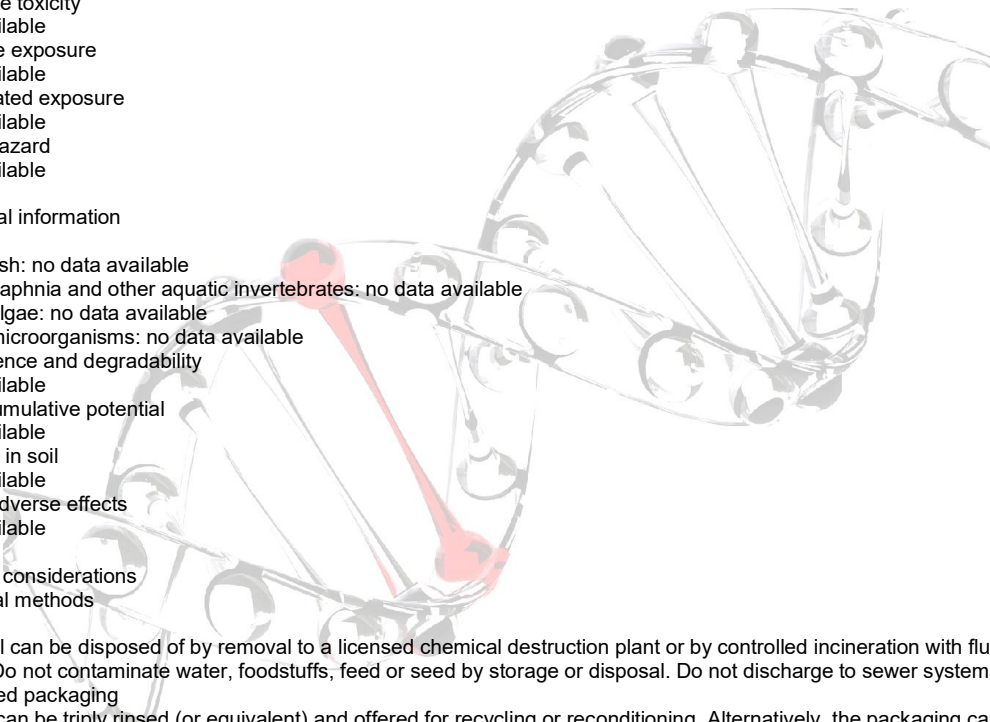 e toxicity
ilable
e exposure
ilable
ated exposure
ilable
azard
ilable
al information
sh: no data available
aphnia and other aquatic invertebrates: no data available
lgae: no data available
microorganisms: no data available
ence and degradability
ilable
umulative potential
ilable
in soil
ilable
dverse effects
ilable
considerations
al methods
l can be disposed of by removal to a licensed chemical destruction plant or by controlled incineration with flu
Do not contaminate water, foodstuffs, feed or seed by storage or disposal. Do not discharge to sewer system
ed packaging
can be triply rinsed (or equivalent) and offered for recycling or reconditioning. Alternatively, the packaging ca